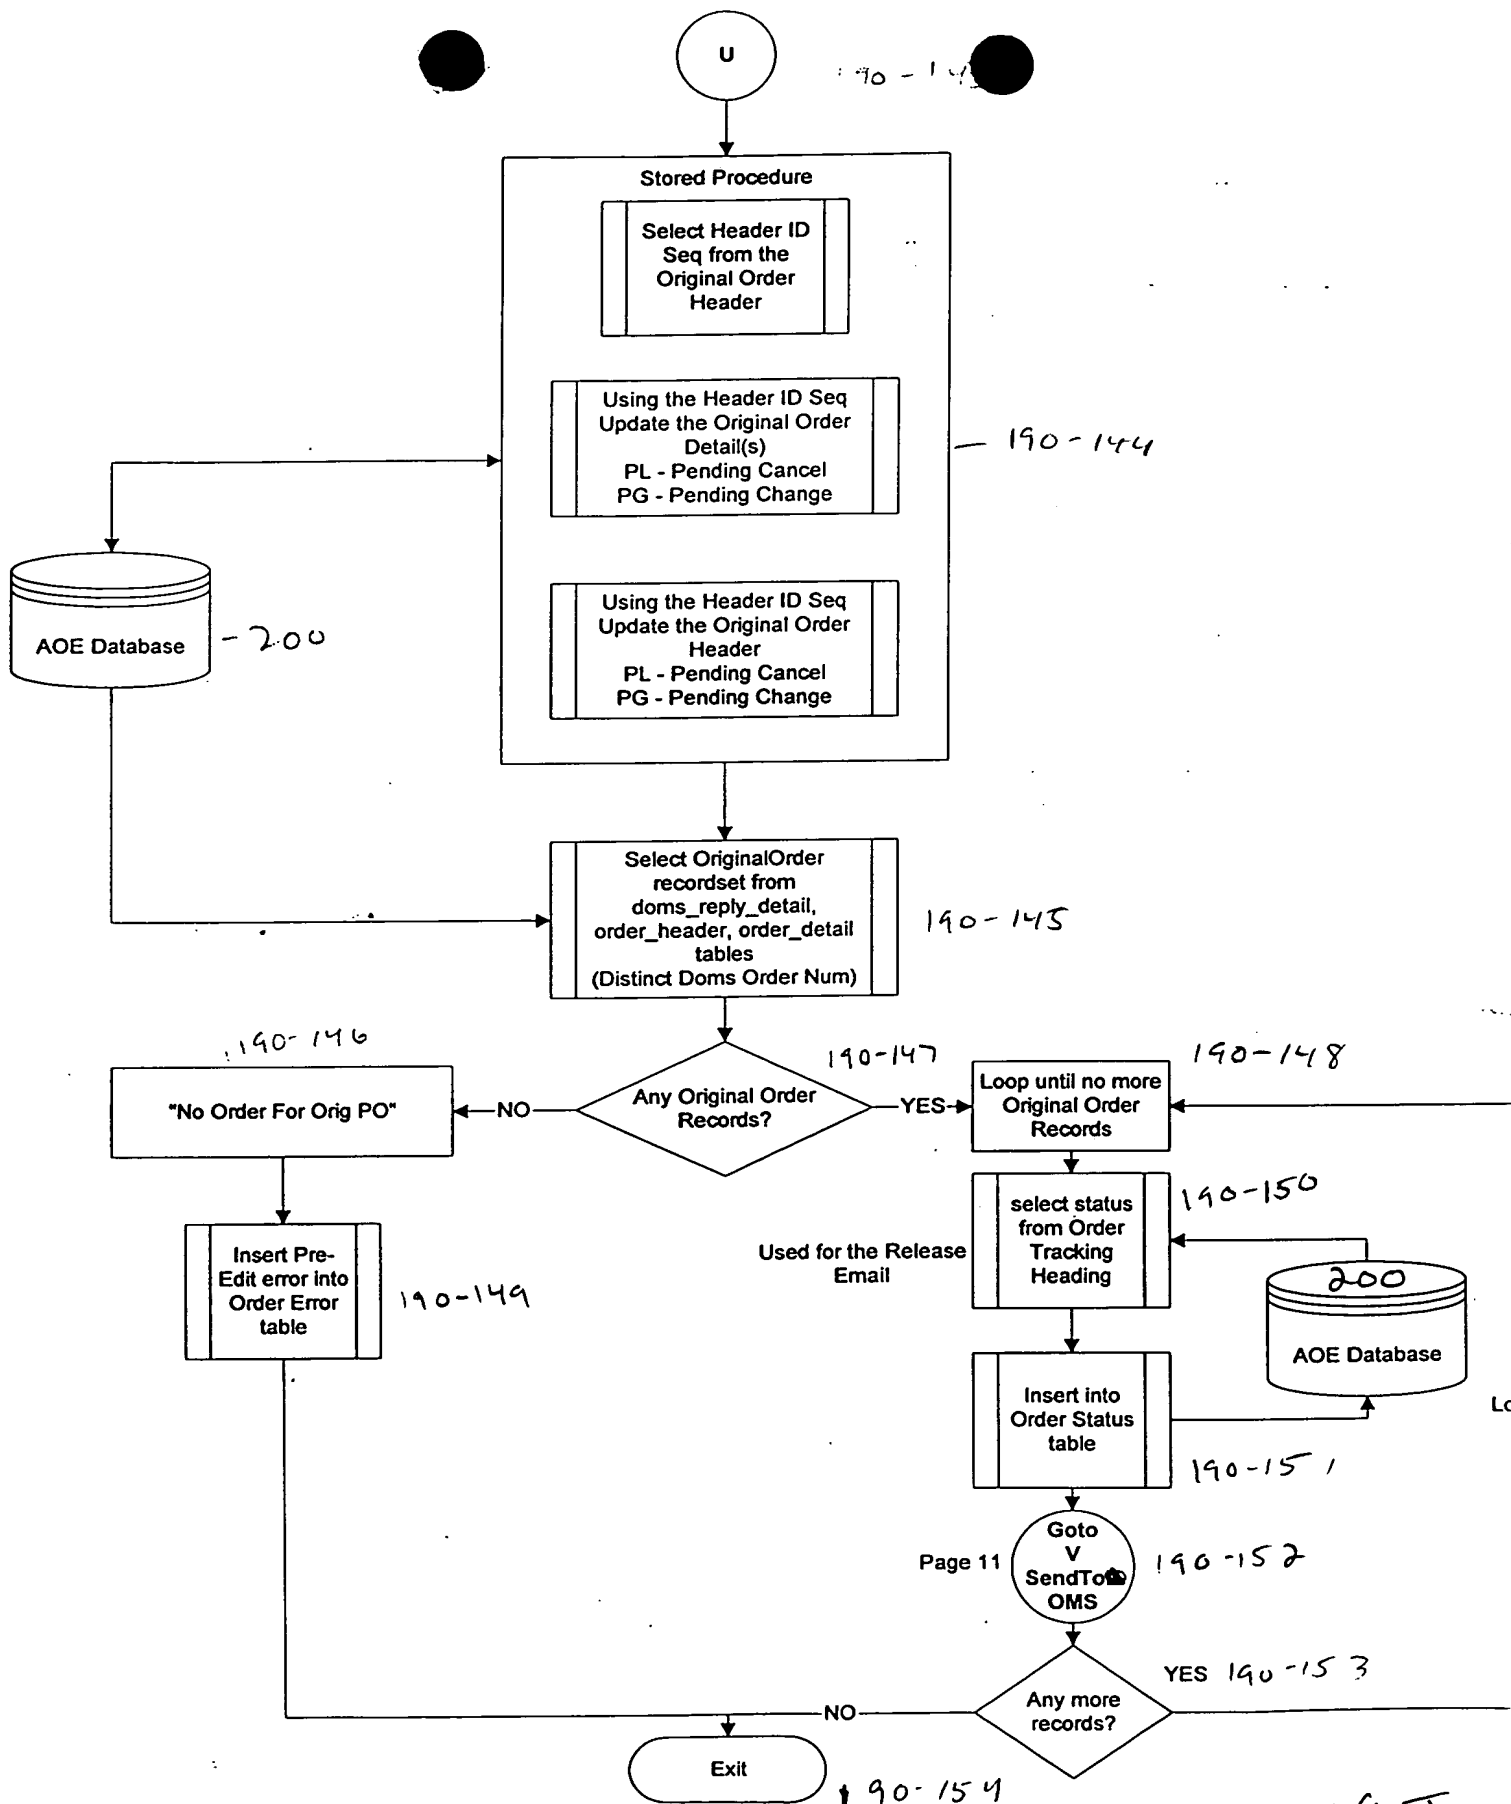 U
Stored Procedure
Select Header ID
Seq from the
Original Order
Header
Using the Header ID Seq
Update the Original Order
Detail(s)
PL - Pending Cancel
PG - Pending Change
- 190-144
AOE Database
- 200
Using the Header ID Seq
Update the Original Order
Header
PL - Pending Cancel
PG - Pending Change
Select OriginalOrder
recordset from
doms_reply_detail,
order_header, order_detail
tables
(Distinct Doms Order Num)
190-145
190-146
"No Order For Orig PO"
NO
Any Original Order
Records?
190-147
YES
190-148
Loop until no more
Original Order
Records
Insert Pre-
Edit error into
Order Error
table
190-149
Used for the Release
Email
select status
from Order
Tracking
Heading
190-150
200
AOE Database
Insert into
Order Status
table
190-151
Lo
Page 11
Goto
V
SendTo
OMS
190-152
Any more
records?
YES 190-153
NO
Exit
190-154